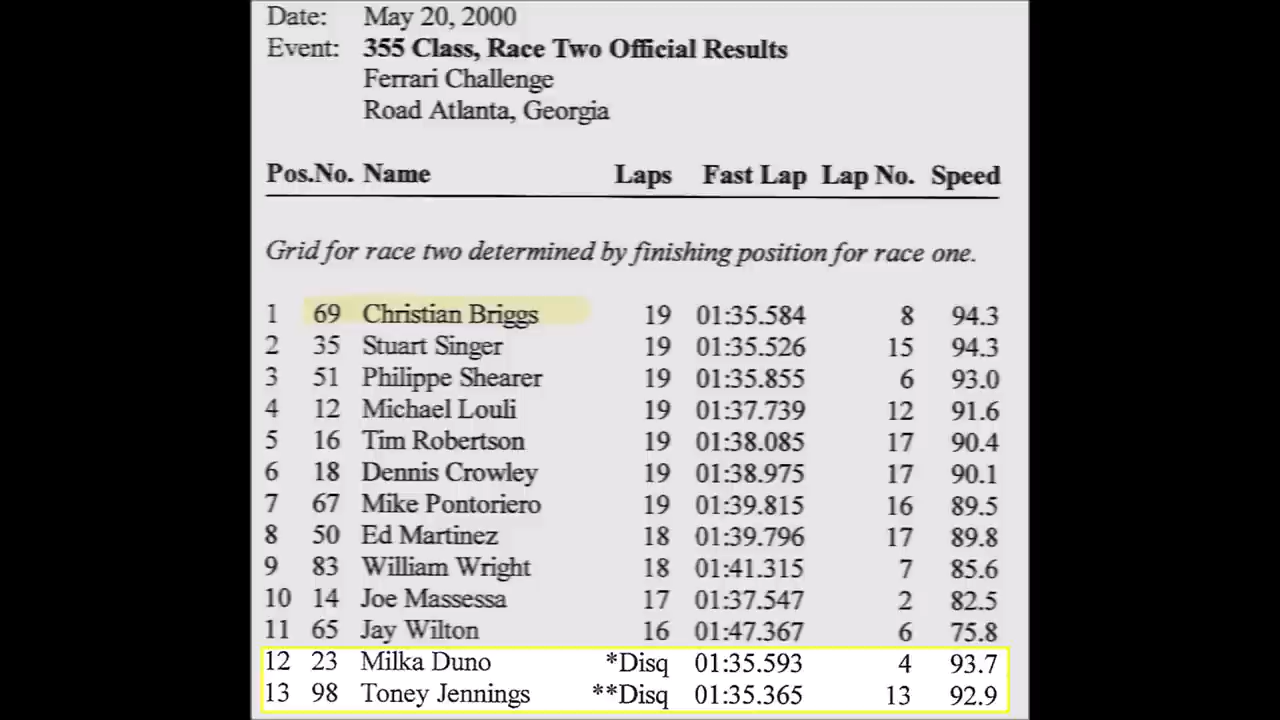 Date: May 20, 2000
Event: 355 Class, Race Two Official Results
Ferrari Challenge
Road Atlanta, Georgia
Pos.No. Name Laps Fast Lap Lap No. Speed
Grid for race two determined by finishing position for race one.
1 69 Christian Briggs 19 01:35.584 8 94.3
2 35 Stuart Singer 19 01:35.526 15 94.3
3 51 Philippe Shearer 19 01:35.855 6 93.0
4 12 Michael Louli 19 01:37.739 12 91.6
5 16 Tim Robertson 19 01:38.085 17 90.4
6 18 Dennis Crowley 19 01:38.975 17 90.1
7 67 Mike Pontoriero 19 01:39.815 16 89.5
8 50 Ed Martinez 18 01:39.796 17 89.8
9 83 William Wright 18 01:41.315 7 85.6
10 14 Joe Massessa 17 01:37.547 2 82.5
11 65 Jay Wilton 16 01:47.367 6 75.8
12 23 Milka Duno *Disq 01:35.593 4 93.7
13 98 Toney Jennings **Disq 01:35.365 13 92.9